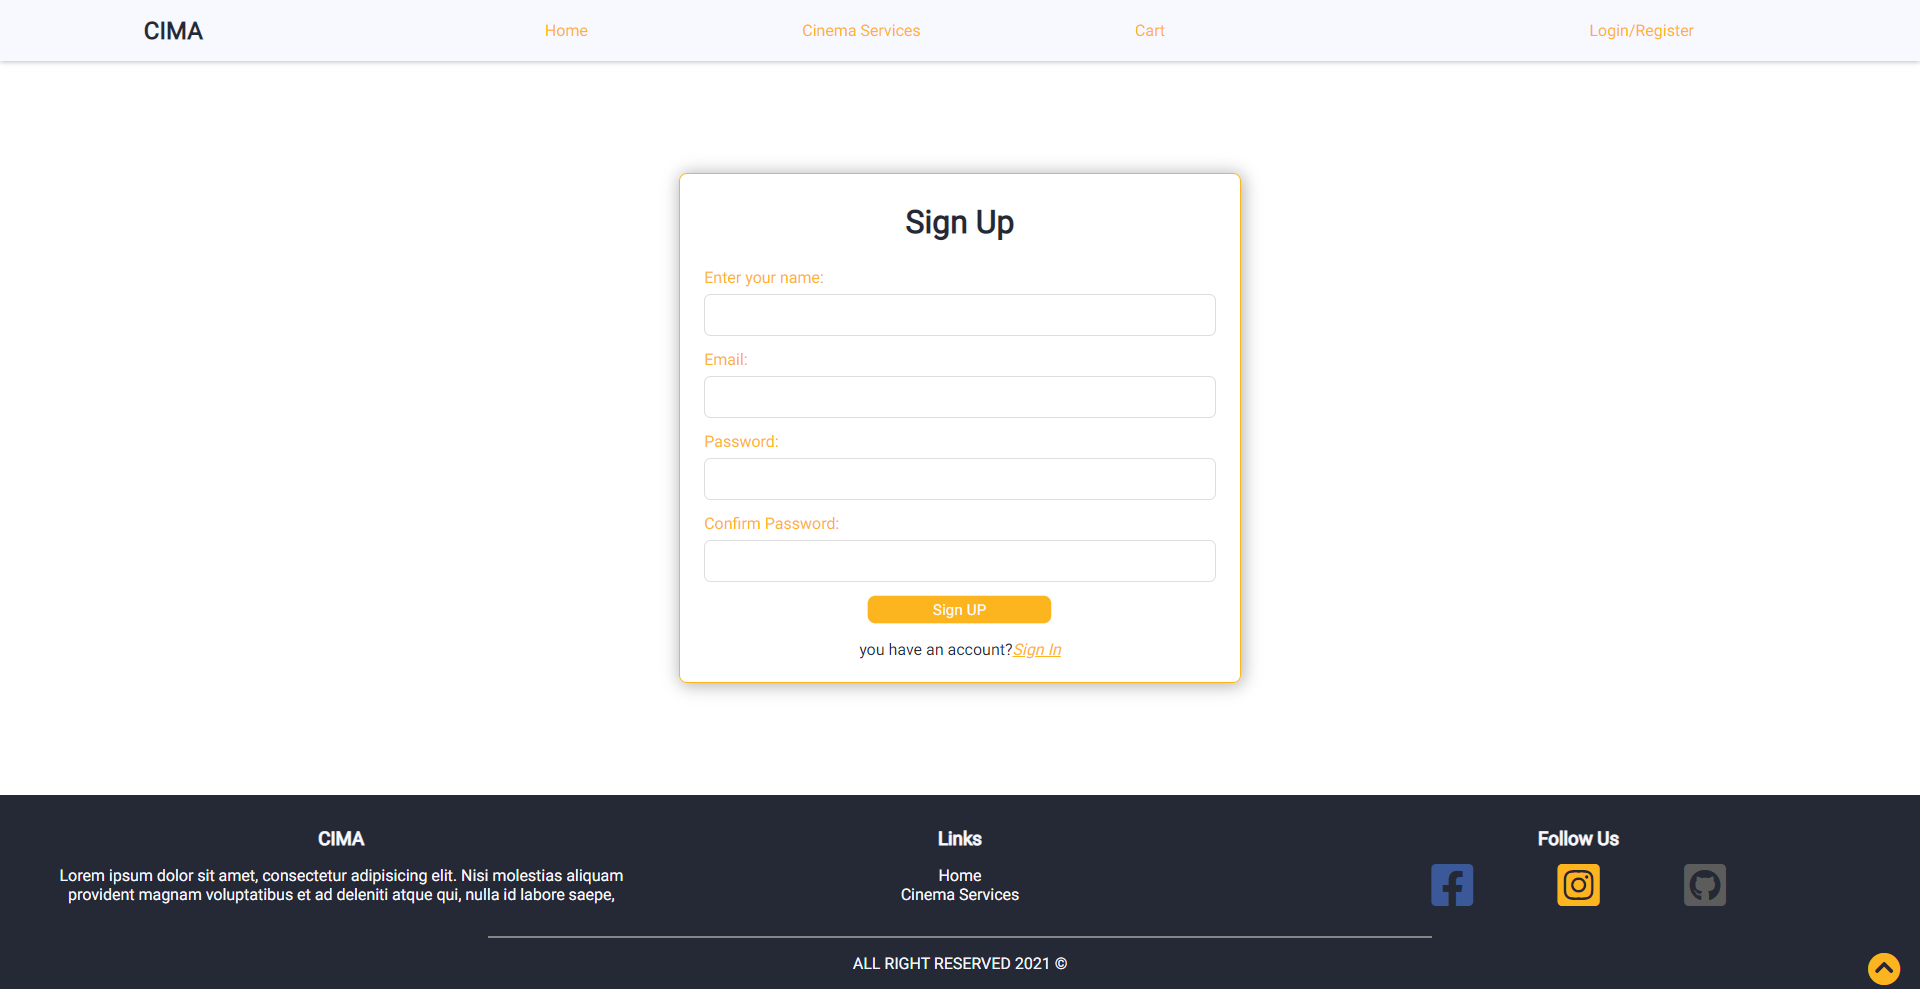 CIMA
Home
Cinema Services
Cart
Login/Register
Sign Up
Enter your name:
Email:
Password:
Confirm Password:
Sign UP
you have an account?Sign In
CIMA
Lorem ipsum dolor sit amet, consectetur adipisicing elit. Nisi molestias aliquam
provident magnam voluptatibus et ad deleniti atque qui, nulla id labore saepe,
Links
Home
Cinema Services
Follow Us
ALL RIGHT RESERVED 2021 ©